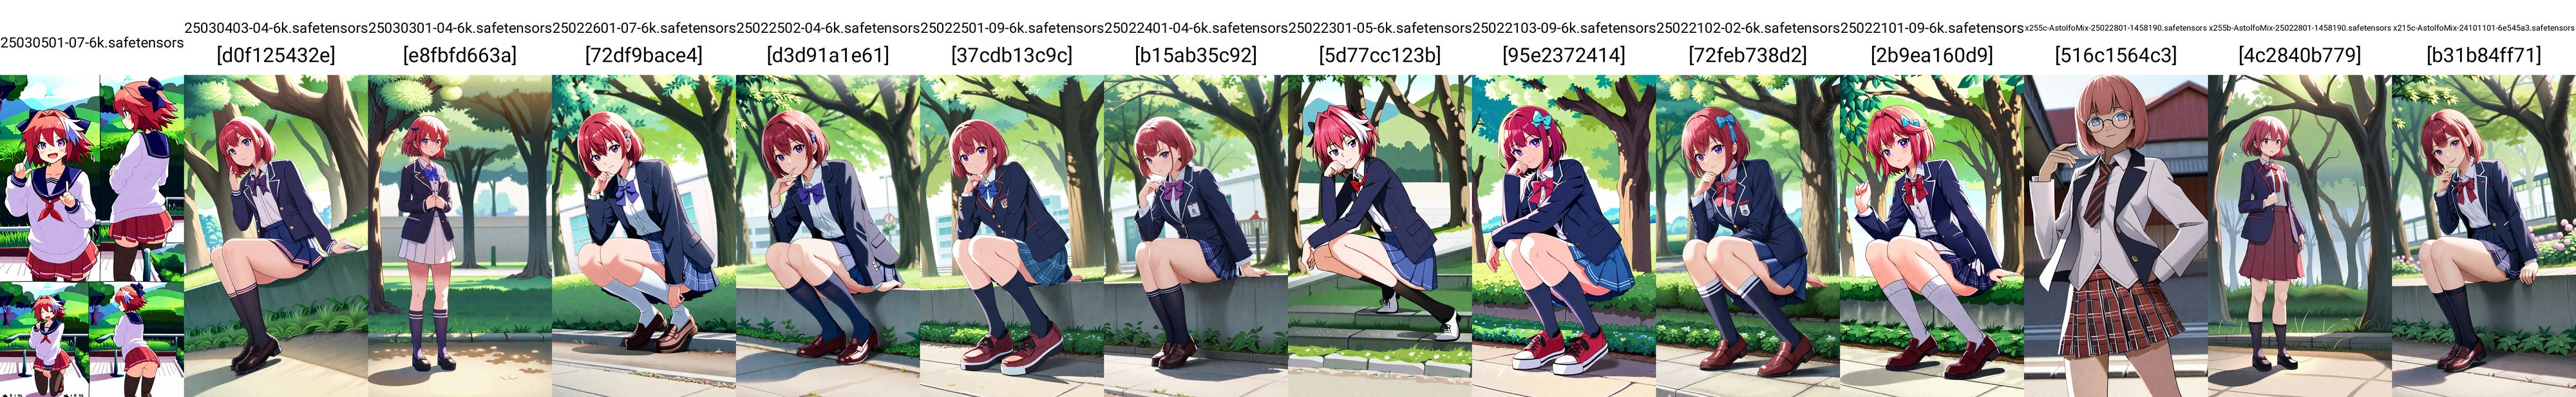 25030501-07-6k.safetensors
25030403-04-6k.safetensors
[d0f125432e]
25030301-04-6k.safetensors
[e8fbfd663a]
25022601-07-6k.safetensors
[72df9bace4]
25022502-04-6k.safetensors
[d3d91a1e61]
25022501-09-6k.safetensors
[37cdb13c9c]
25022401-04-6k.safetensors
[b15ab35c92]
25022301-05-6k.safetensors
[5d77cc123b]
25022103-09-6k.safetensors
[95e2372414]
25022102-02-6k.safetensors
[72feb738d2]
25022101-09-6k.safetensors
[2b9ea160d9]
x255c-AstolfoMix-25022801-1458190.safetensors
[516c1564c3]
x255b-AstolfoMix-25022801-1458190.safetensors
[4c2840b779]
x215c-AstolfoMix-24101101-6e545a3.safetensors
[b31b84ff71]